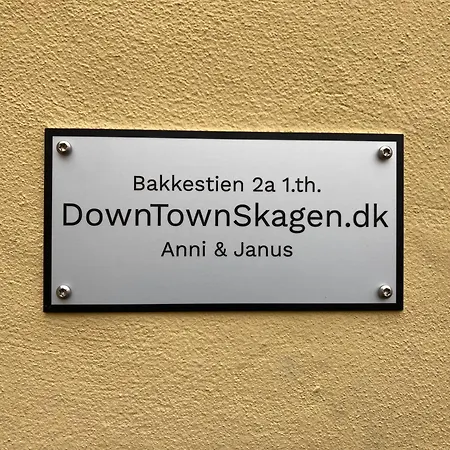 Bakkestien 2a 1.th.
DownTownSkagen.dk
Anni & Janus